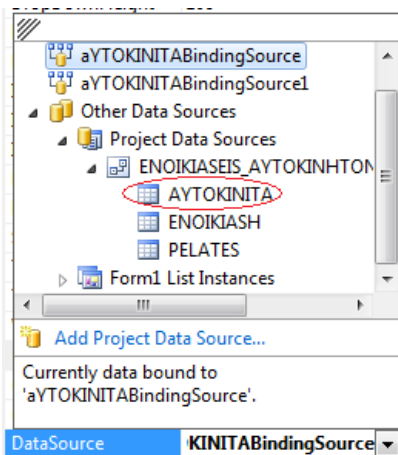 aYTOKINITABindingSource
aYTOKINITABindingSource1
Other Data Sources
Project Data Sources
ENOIKIASEIS_AYTOKINHTON
AYTOKINITA
ENOIKIASH
PELATES
Form1 List Instances
Add Project Data Source...
Currently data bound to
'aYTOKINITABindingSource'.
DataSource KINITABindingSource